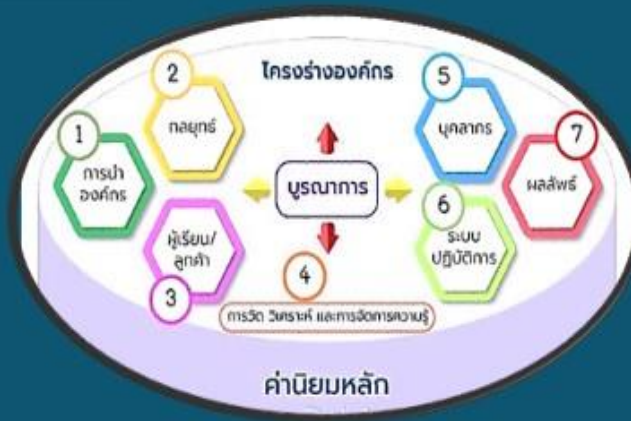 โครงร่างองค์กร
1
การนำ
องค์กร
2
กลยุทธ์
ผู้เรียน/
ลูกค้า
3
บูรณาการ
4
การวัด วิเคราะห์ และการจัดการความรู้
5
บุคลากร
6
ระบบ
ปฏิบัติการ
7
ผลลัพธ์
ค่านิยมหลัก